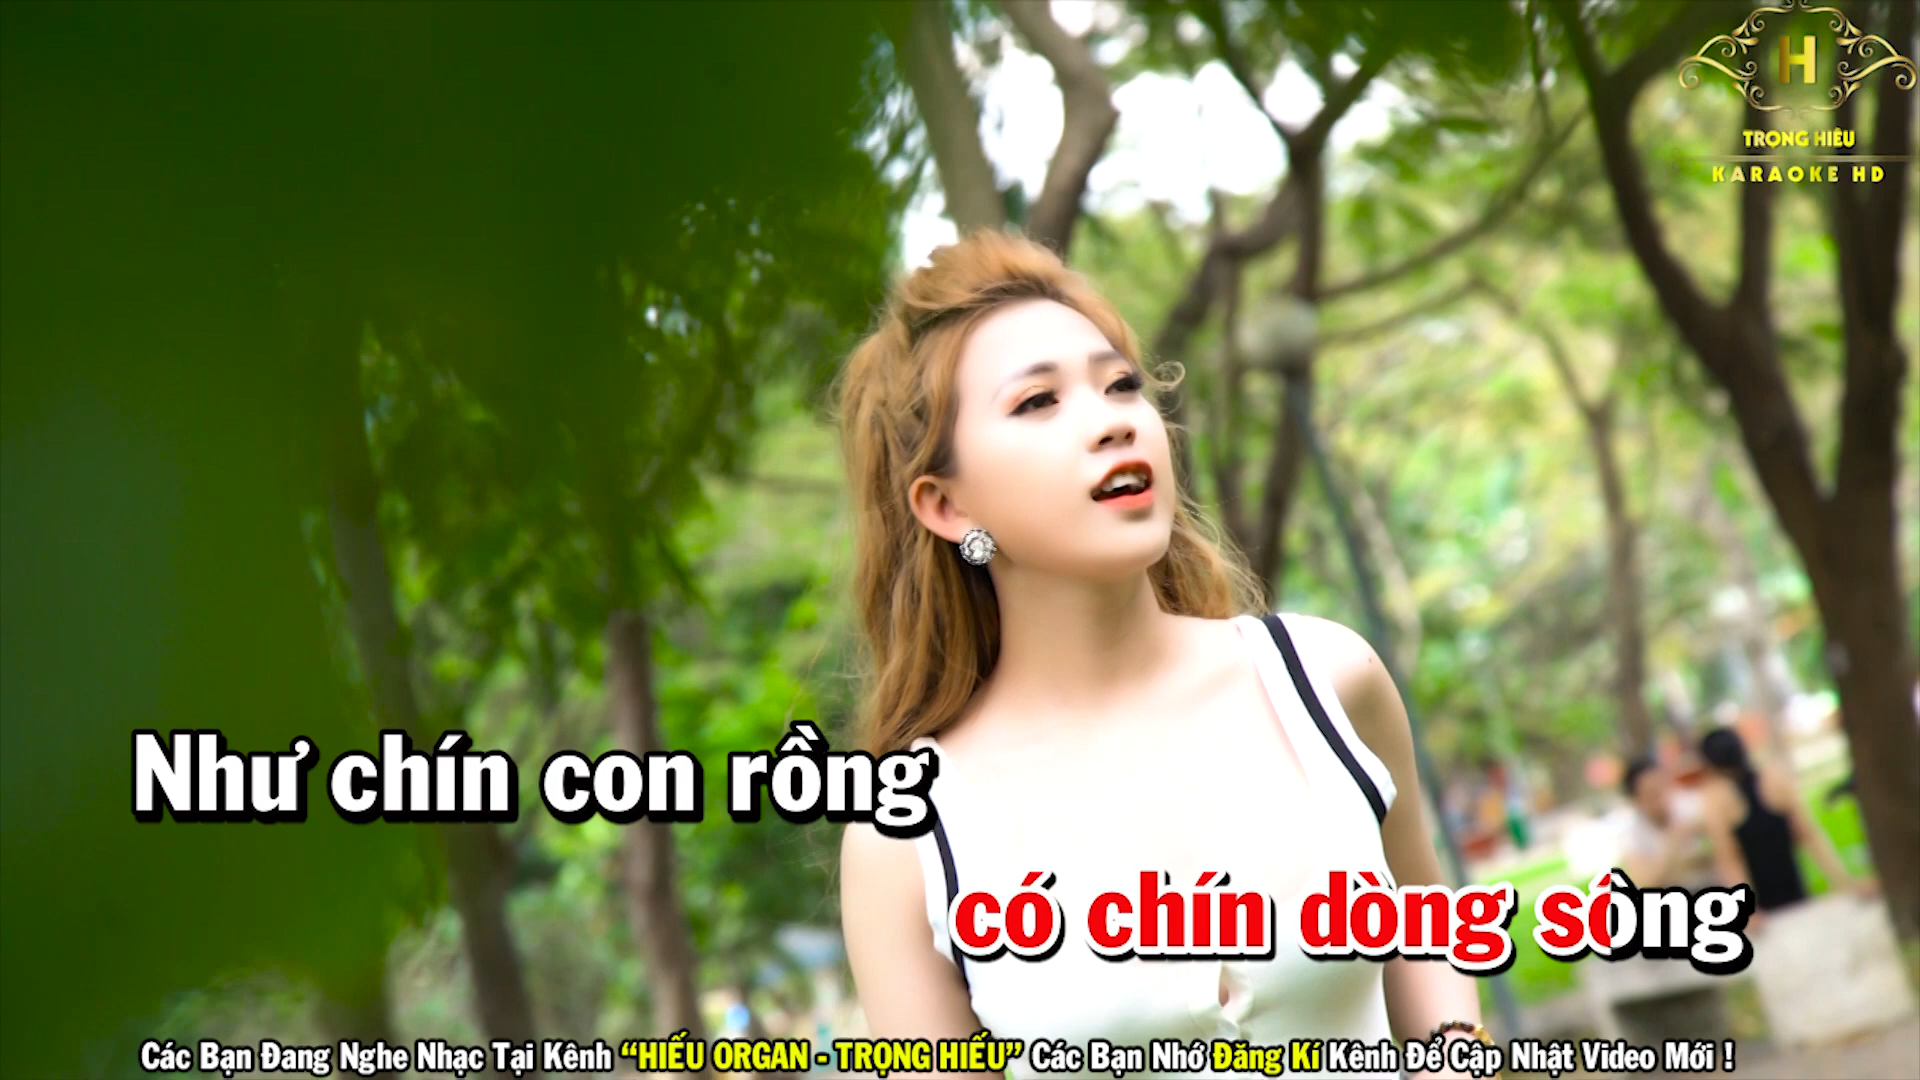 H
TRỌNG HIẾU
KARAOKE HD
Như chín con rồng
có chín dòng sông
Các Bạn Đang Nghe Nhạc Tại Kênh “HIẾU ORGAN - TRỌNG HIẾU” Các Bạn Nhớ Đăng Kí Kênh Để Cập Nhật Video Mới !